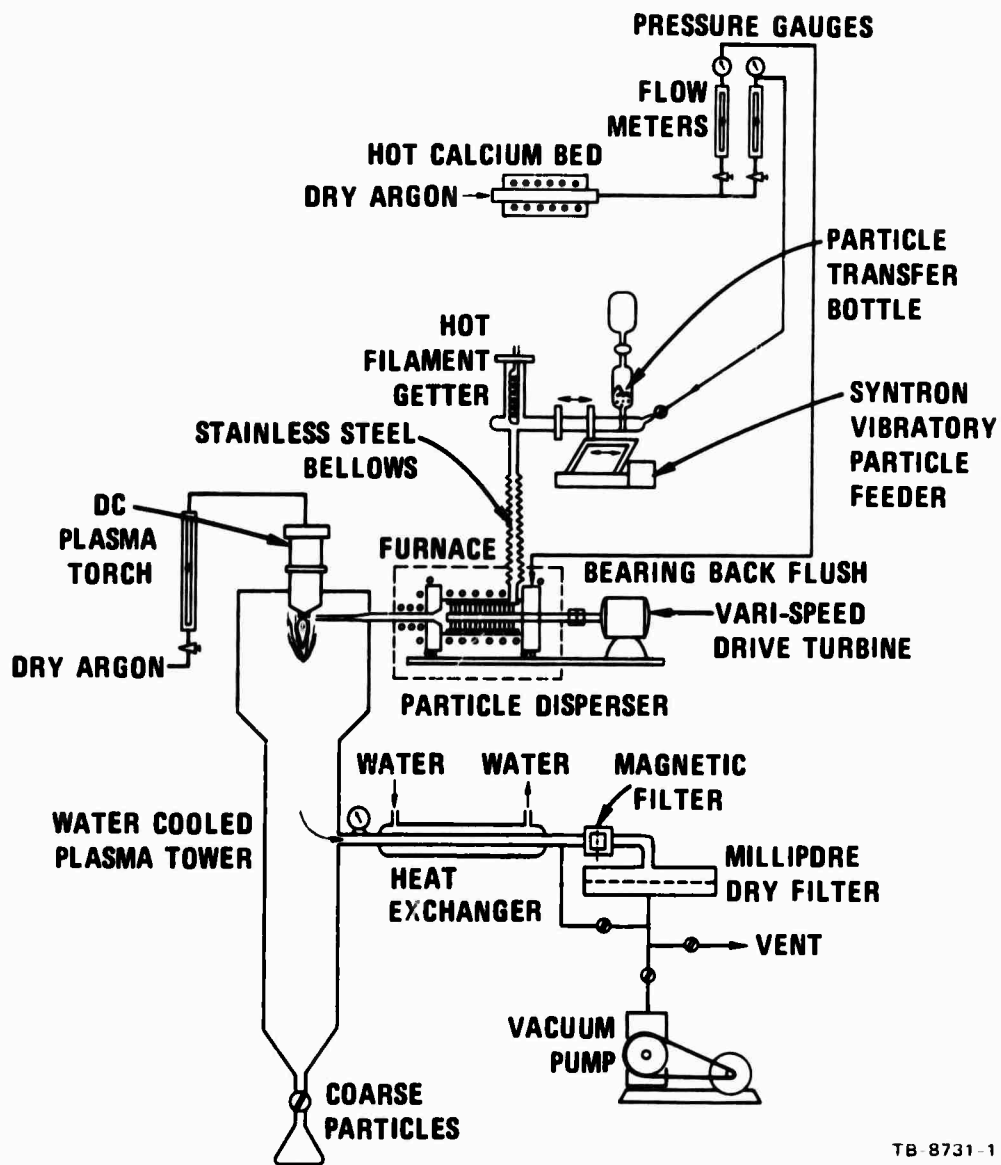 PRESSURE GAUGES
FLOW
METERS
HOT CALCIUM BED
DRY ARGON
PARTICLE
TRANSFER
BOTTLE
HOT
FILAMENT
GETTER
SYNTRON
VIBRATORY
PARTICLE
FEEDER
STAINLESS STEEL
BELLOWS
DC
PLASMA
TORCH
FURNACE
BEARING BACK FLUSH
VARI-SPEED
DRIVE TURBINE
DRY ARGON
PARTICLE DISPERSER
WATER
WATER
MAGNETIC
FILTER
WATER COOLED
PLASMA TOWER
HEAT
EXCHANGER
MILLIPDRE
DRY FILTER
VENT
VACUUM
PUMP
COARSE
PARTICLES
TB-8731-1